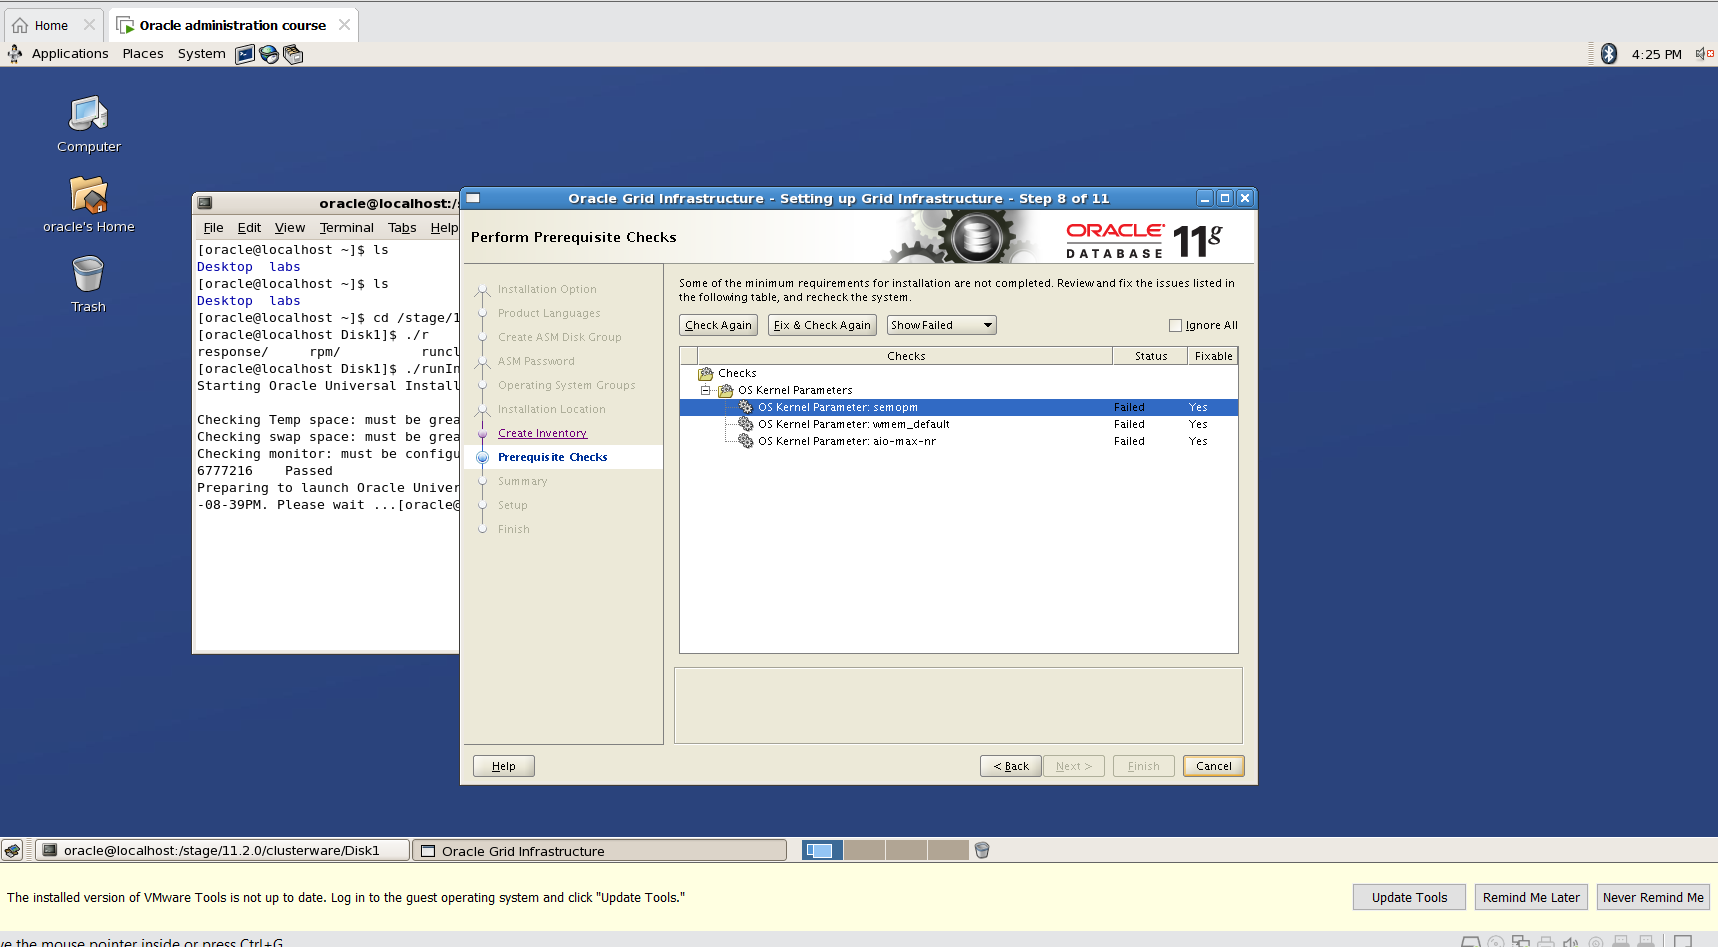 Home
Oracle administration course
Applications Places System
4:25 PM
Computer
oracle's Home
Trash
oracle@localhost:/s
File Edit View Terminal Tabs Help
[oracle@localhost ~]$ ls
Desktop labs
[oracle@localhost ~]$ ls
Desktop labs
[oracle@localhost ~]$ cd /stage/1
[oracle@localhost Disk1]$ ./r
response/ rpm/ runcl
[oracle@localhost Disk1]$ ./runIn
Starting Oracle Universal Install
Checking Temp space: must be grea
Checking swap space: must be grea
Checking monitor: must be configu
6777216 Passed
Preparing to launch Oracle Univer
-08-39PM. Please wait ...[oracle@
Oracle Grid Infrastructure - Setting up Grid Infrastructure - Step 8 of 11
Perform Prerequisite Checks
ORACLE
DATABASE
11g
Installation Option
Product Languages
Create ASM Disk Group
ASM Password
Operating System Groups
Installation Location
Create Inventory
Prerequisite Checks
Summary
Setup
Finish
Some of the minimum requirements for installation are not completed. Review and fix the issues listed in
the following table, and recheck the system.
Check Again Fix & Check Again Show Failed Ignore All
Checks Status Fixable
Checks
OS Kernel Parameters
OS Kernel Parameter: semopm Failed Yes
OS Kernel Parameter: wmem_default Failed Yes
OS Kernel Parameter: aio-max-nr Failed Yes
Help < Back Next > Finish Cancel
oracle@localhost:/stage/11.2.0/clusterware/Disk1
Oracle Grid Infrastructure
The installed version of VMware Tools is not up to date. Log in to the guest operating system and click "Update Tools."
Update Tools Remind Me Later Never Remind Me
ve the mouse pointer inside or press Ctrl+G.